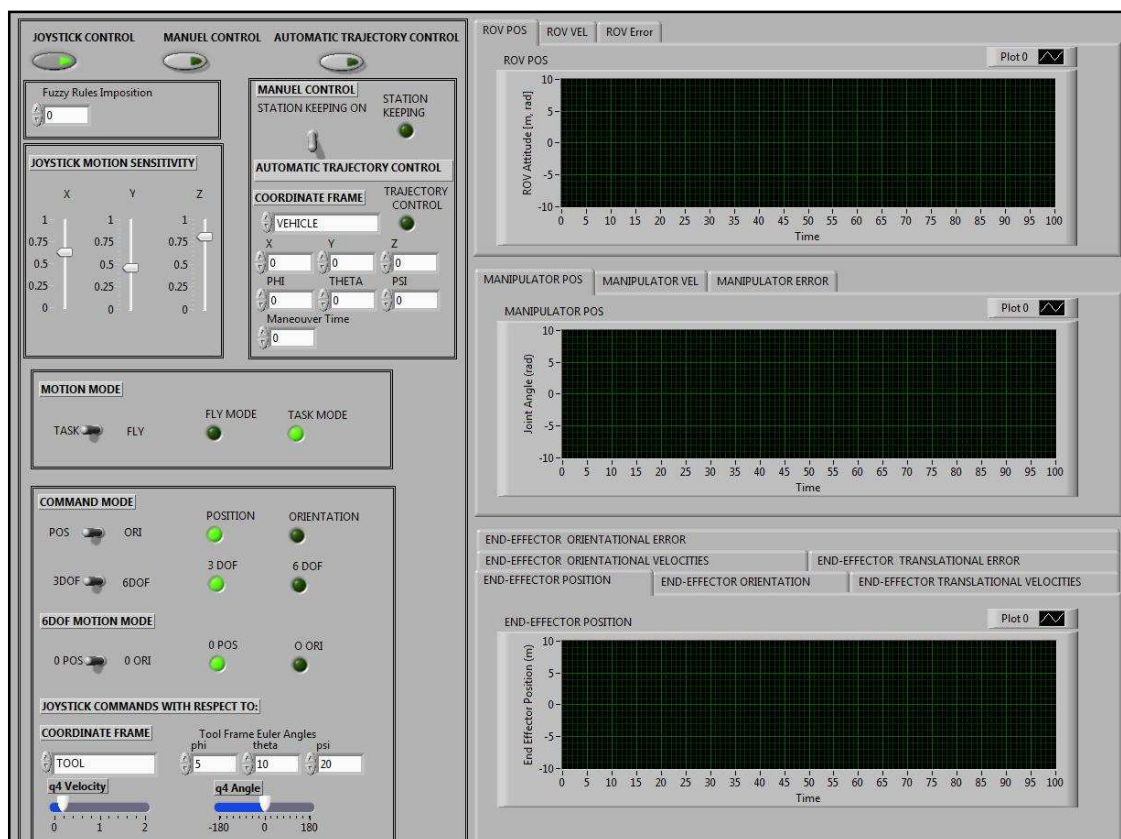 JOYSTICK CONTROL MANUEL CONTROL AUTOMATIC TRAJECTORY CONTROL
Fuzzy Rules Imposition
0
JOYSTICK MOTION SENSITIVITY
X Y Z
1 1 1
0.75 0.75 0.75
0.5 0.5 0.5
0.25 0.25 0.25
0 0 0
MANUEL CONTROL
STATION KEEPING ON
STATION
KEEPING
AUTOMATIC TRAJECTORY CONTROL
COORDINATE FRAME
TRAJECTORY
CONTROL
VEHICLE
X Y Z
0 0 0
PHI THETA PSI
0 0 0
Maneouver Time
0
MOTION MODE
TASK FLY
FLY MODE TASK MODE
COMMAND MODE
POS ORI
POSITION ORIENTATION
3DOF 6DOF
3 DOF 6 DOF
6DOF MOTION MODE
0 POS 0 ORI
0 POS O ORI
JOYSTICK COMMANDS WITH RESPECT TO:
COORDINATE FRAME
TOOL
Tool Frame Euler Angles
phi theta psi
5 10 20
q4 Velocity
0 1 2
q4 Angle
-180 0 180
ROV POS ROV VEL ROV Error
ROV POS
Plot 0
ROV Attitude [m, rad]
10
5
0
-5
-10
0 5 10 15 20 25 30 35 40 45 50 55 60 65 70 75 80 85 90 95 100
Time
MANIPULATOR POS MANIPULATOR VEL MANIPULATOR ERROR
MANIPULATOR POS
Plot 0
Joint Angle (rad)
10
5
0
-5
-10
0 5 10 15 20 25 30 35 40 45 50 55 60 65 70 75 80 85 90 95 100
Time
END-EFFECTOR ORIENTATIONAL ERROR
END-EFFECTOR ORIENTATIONAL VELOCITIES END-EFFECTOR TRANSLATIONAL ERROR
END-EFFECTOR POSITION END-EFFECTOR ORIENTATION END-EFFECTOR TRANSLATIONAL VELOCITIES
END-EFFECTOR POSITION
Plot 0
End Effector Position (m)
10
5
0
-5
-10
0 5 10 15 20 25 30 35 40 45 50 55 60 65 70 75 80 85 90 95 100
Time